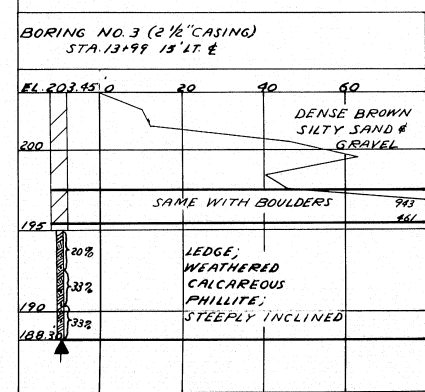 BORING NO. 3 (2 1/2" CASING)
STA. 13+99 15' LT. ℄
EL. 203.45' 0 20 40 60
DENSE BROWN
SILTY SAND &
GRAVEL
200
SAME WITH BOULDERS 943
461
195
20% LEDGE;
WEATHERED
33% CALCAREOUS
PHILLITE;
190 STEEPLY INCLINED
33%
188.3'